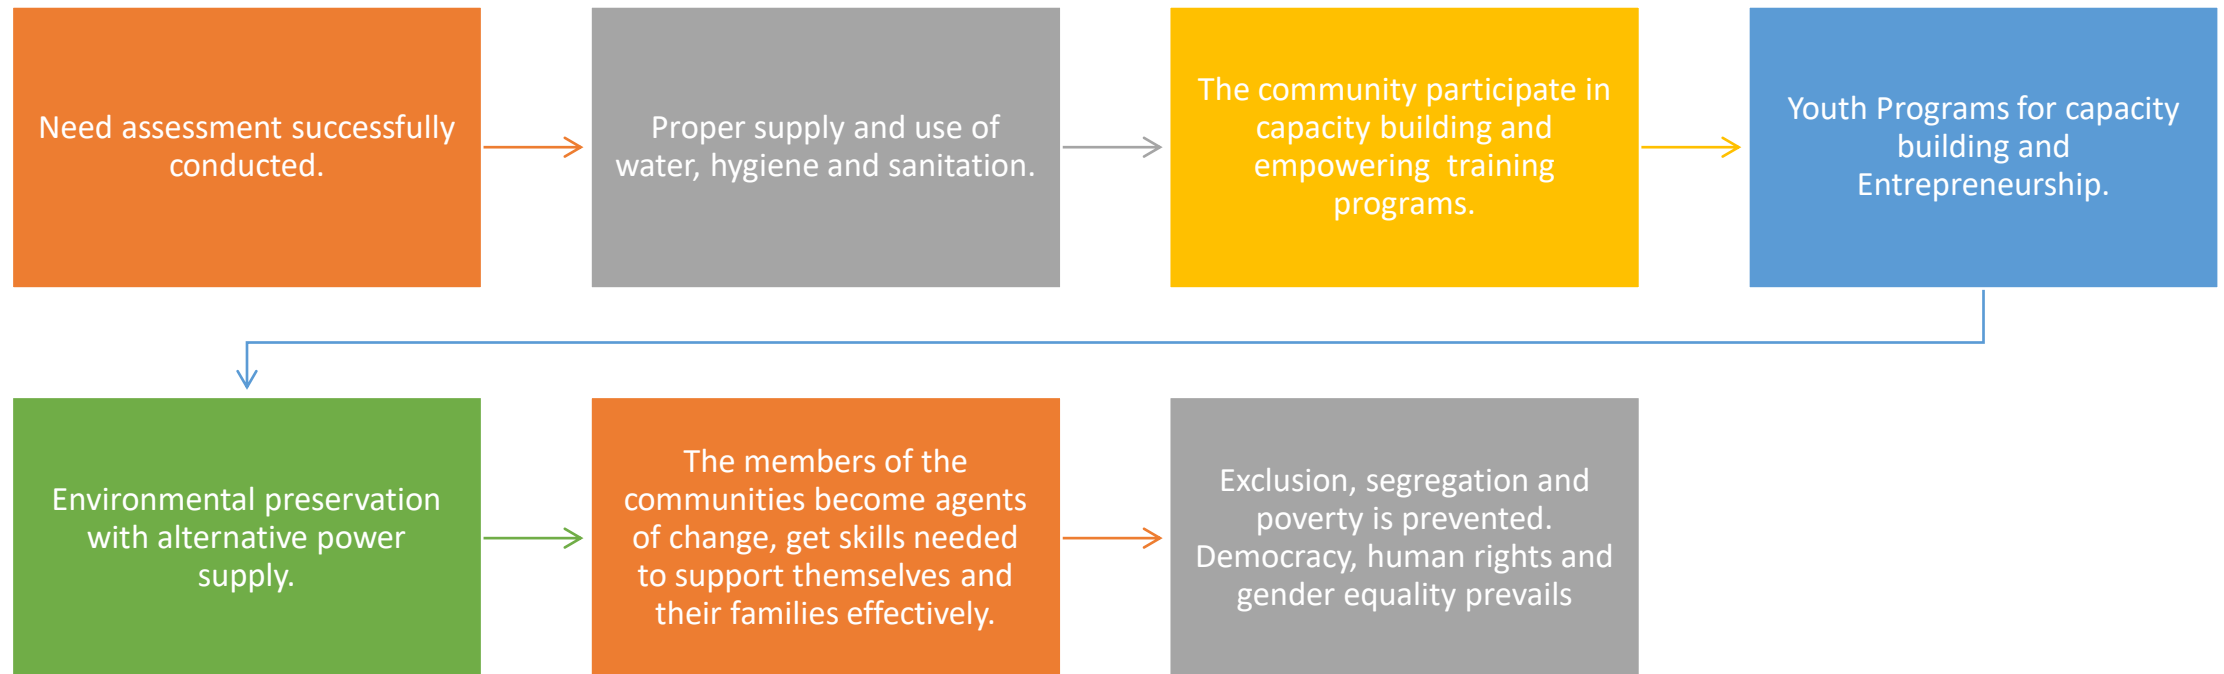 Need assessment successfully
conducted.
Proper supply and use of
water, hygiene and sanitation.
The community participate in
capacity building and
empowering  training
programs.
Youth Programs for capacity
building and
Entrepreneurship.
Environmental preservation
with alternative power
supply.
The members of the
communities become agents
of change, get skills needed
to support themselves and
their families effectively.
Exclusion, segregation and
poverty is prevented.
Democracy, human rights and
gender equality prevails